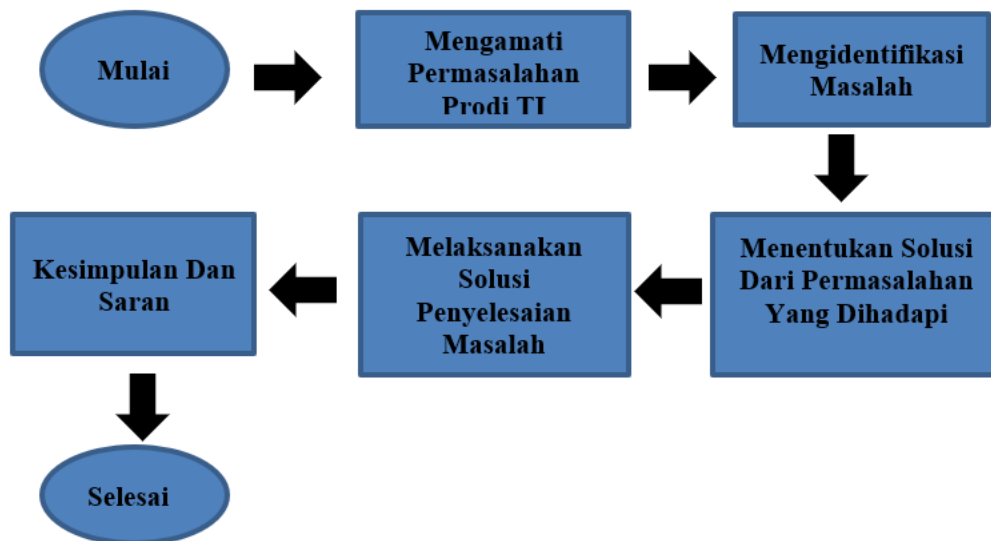 Mulai
Mengamati
Permasalahan
Prodi TI
Mengidentifikasi
Masalah
Menentukan Solusi
Dari Permasalahan
Yang Dihadapi
Melaksanakan
Solusi
Penyelesaian
Masalah
Kesimpulan Dan
Saran
Selesai